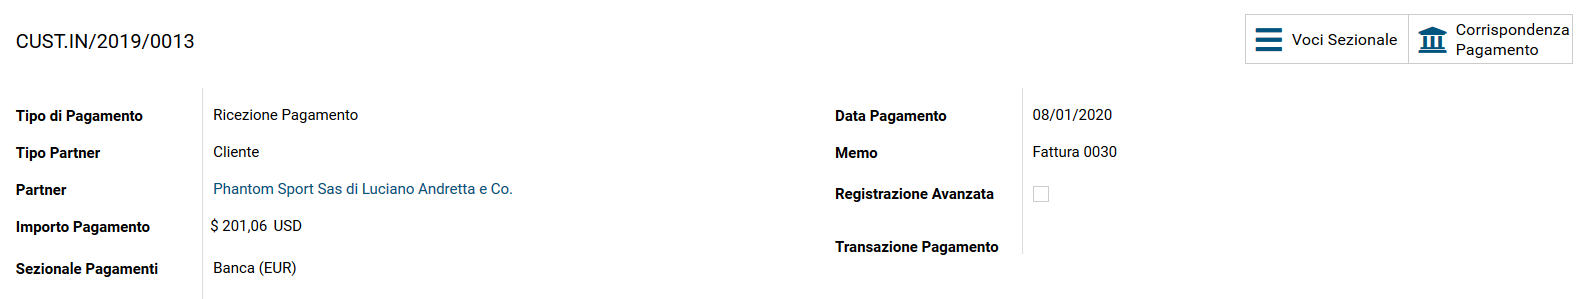 CUST.IN/2019/0013
Voci Sezionale
Corrispondenza
Pagamento
Tipo di Pagamento Ricezione Pagamento
Tipo Partner Cliente
Partner Phantom Sport Sas di Luciano Andretta e Co.
Importo Pagamento $ 201,06 USD
Sezionale Pagamenti Banca (EUR)
Data Pagamento 08/01/2020
Memo Fattura 0030
Registrazione Avanzata
Transazione Pagamento